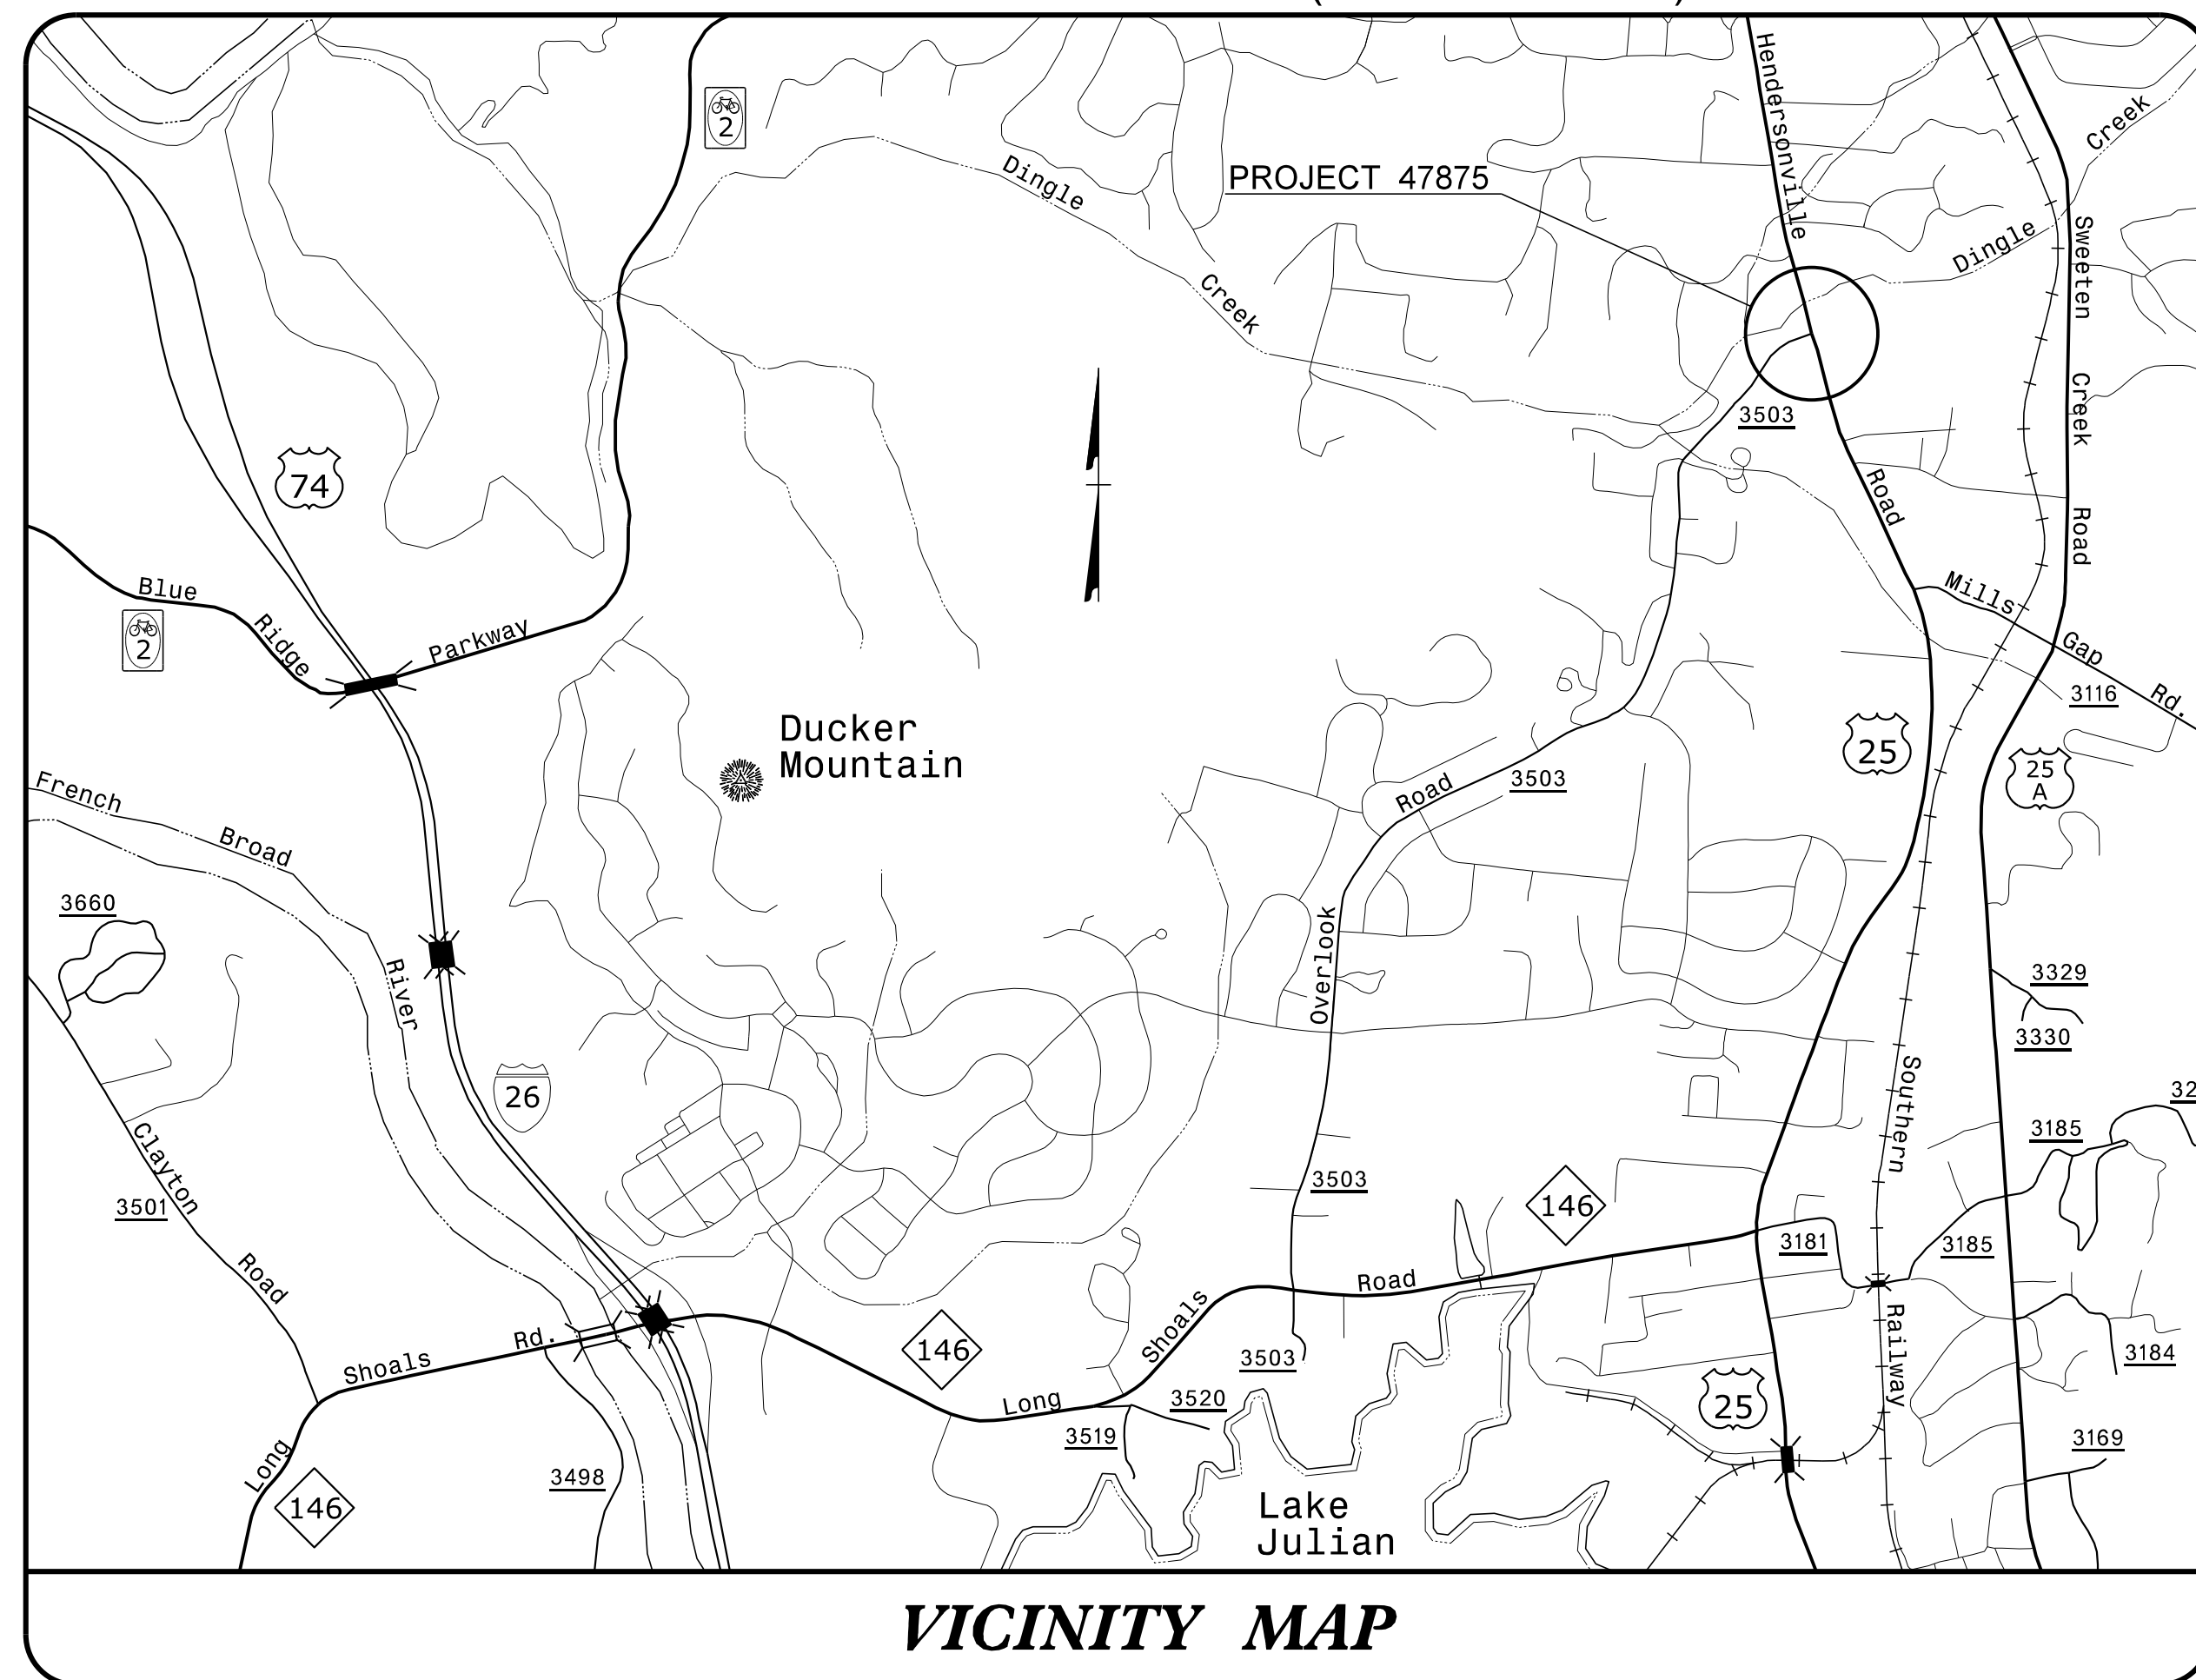 2
Hendersonville
Creek
Dingle
PROJECT 47875
Sweeten
Dingle
Creek
3503
Creek
74
Road
Road
Blue
Ridge
Parkway
2
Mills
Gap
Rd.
3116
Ducker
Mountain
25
25
A
French
Broad
River
Road
3503
3660
Overlook
3329
3330
26
Southern
3185
Clayton
3501
3503
146
3181
3185
Road
Road
Shoals
Railway
Rd.
Shoals
146
3503
3184
Long
3520
25
3519
3169
Long
3498
146
Lake
Julian
VICINITY MAP